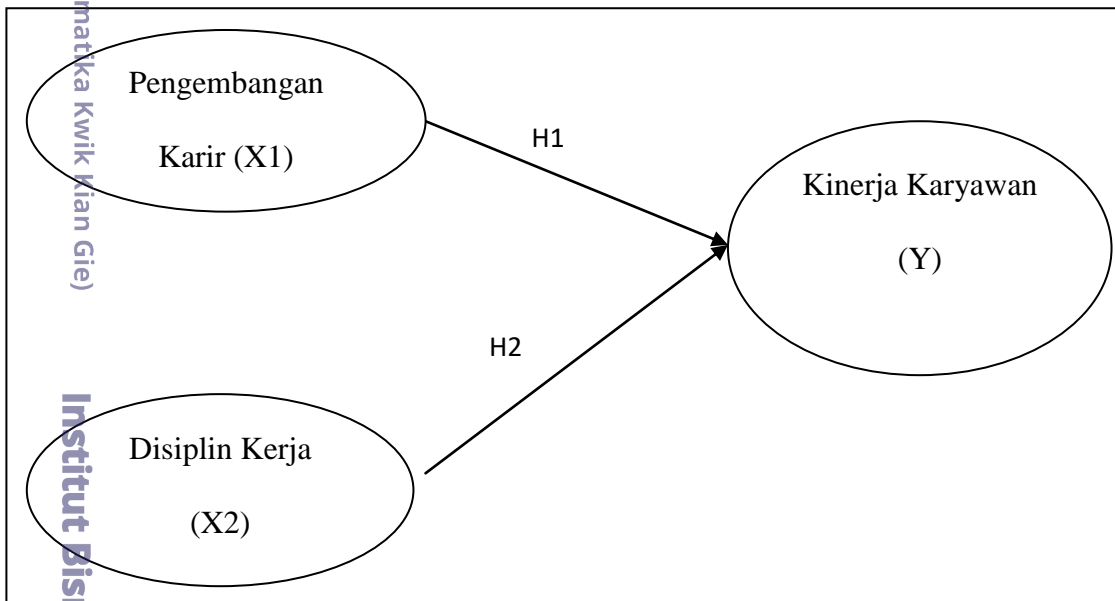 Pengembangan
Karir (X1)
H1
Kinerja Karyawan
(Y)
H2
Disiplin Kerja
(X2)
matika Kwik Kian Gie)
Institut Bis